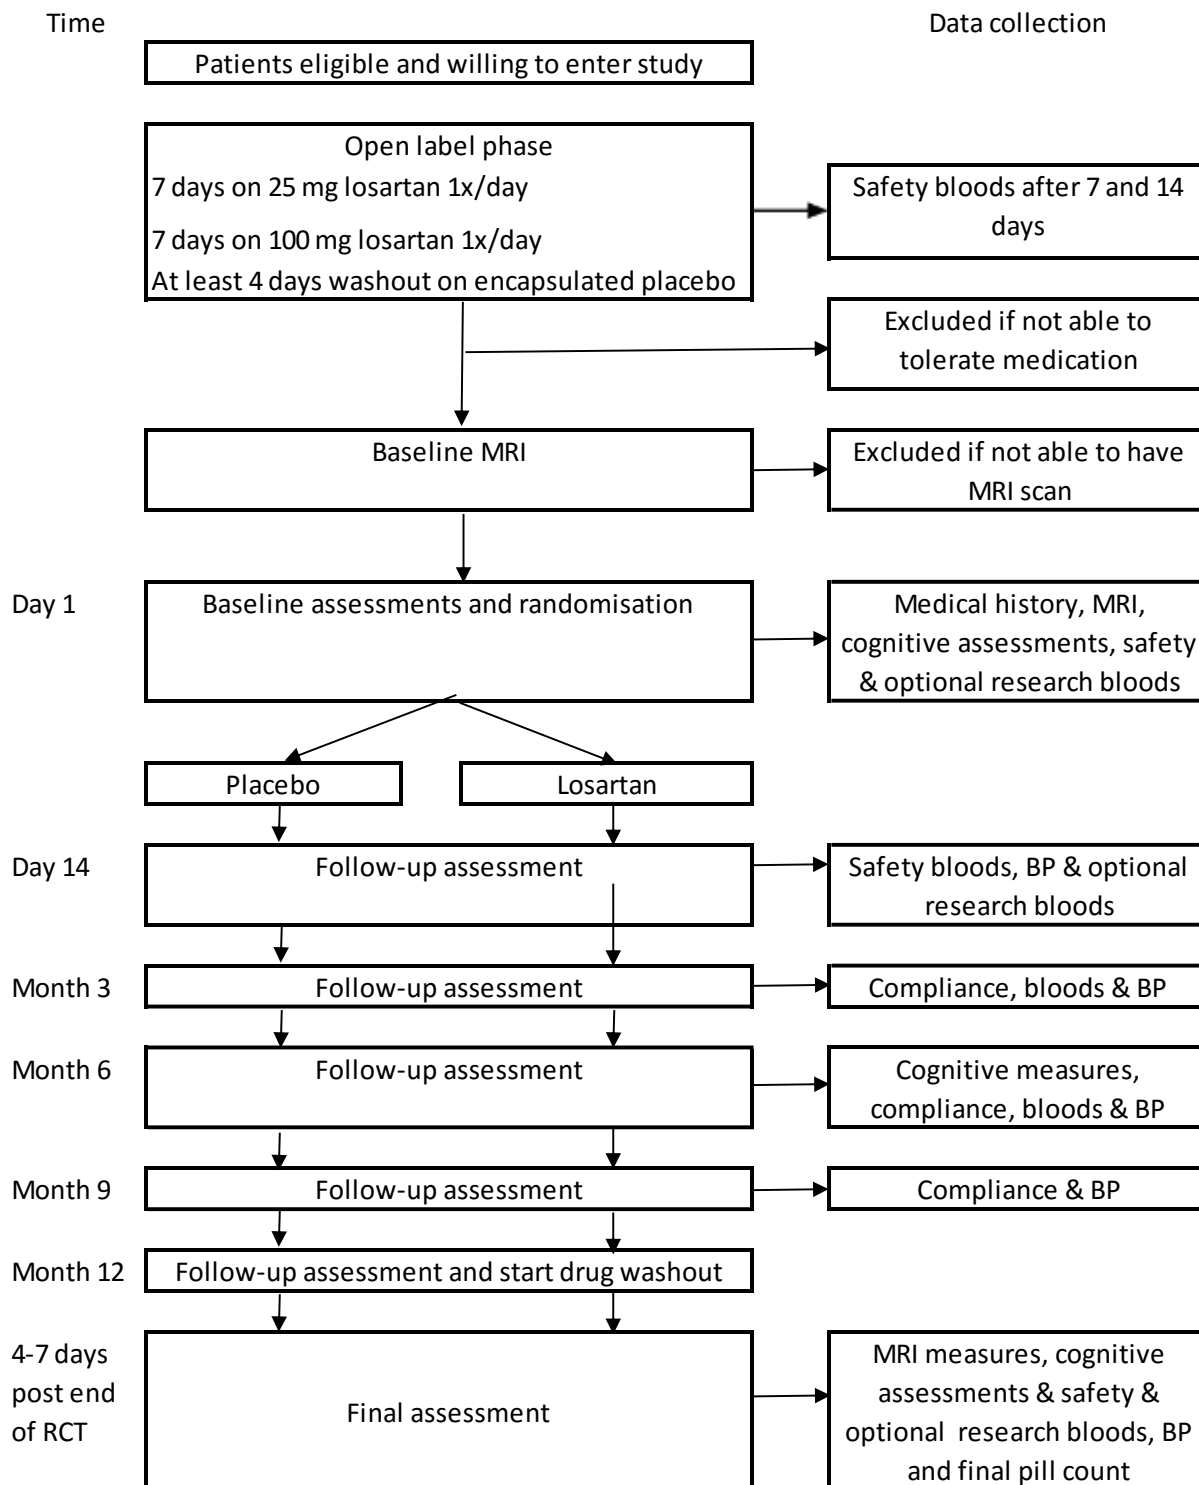 Time
Data collection
Patients eligible and willing to enter study
Open label phase
7 days on 25 mg losartan 1x/day
7 days on 100 mg losartan 1x/day
At least 4 days washout on encapsulated placebo
Safety bloods after 7 and 14
days
Excluded if not able to
tolerate medication
Baseline MRI
Excluded if not able to have
MRI scan
Day 1
Baseline assessments and randomisation
Medical history, MRI,
cognitive assessments, safety
& optional research bloods
Placebo
Losartan
Day 14
Follow-up assessment
Safety bloods, BP & optional
research bloods
Month 3
Follow-up assessment
Compliance, bloods & BP
Month 6
Follow-up assessment
Cognitive measures,
compliance, bloods & BP
Month 9
Follow-up assessment
Compliance & BP
Month 12
Follow-up assessment and start drug washout
4-7 days
post end
of RCT
Final assessment
MRI measures, cognitive
assessments & safety &
optional research bloods, BP
and final pill count